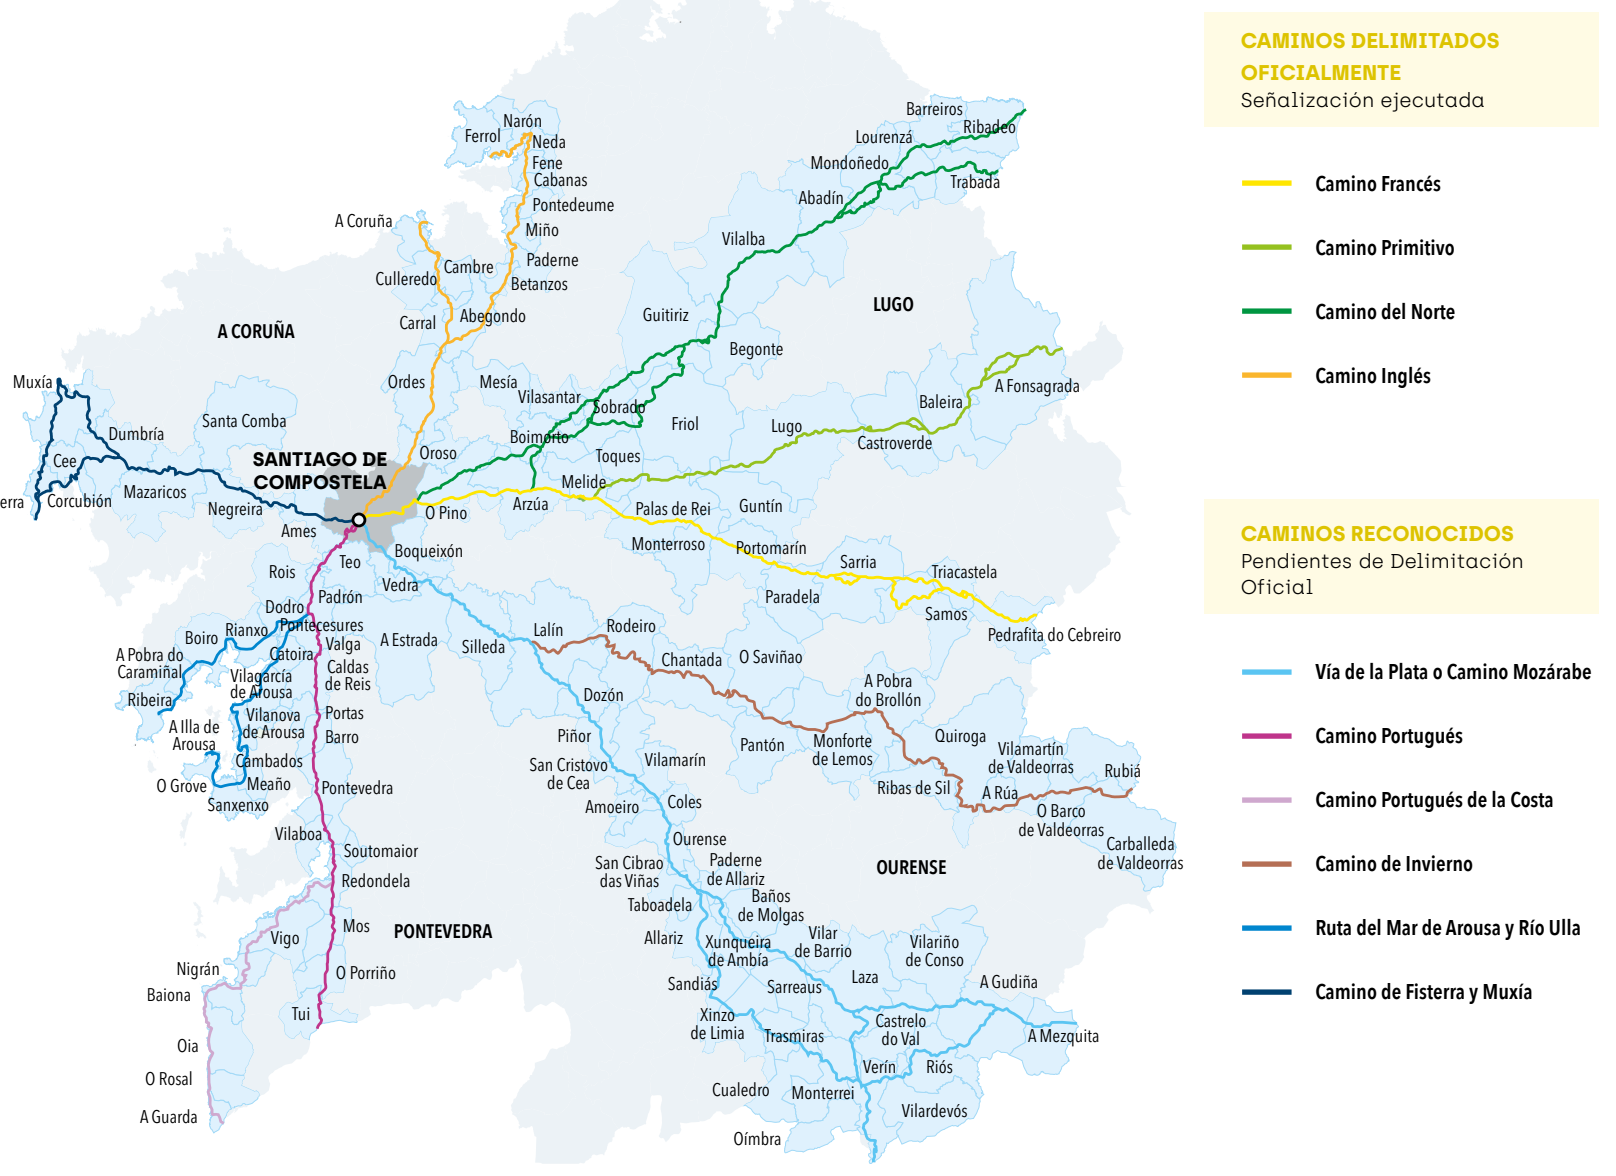 CAMINOS DELIMITADOS
OFICIALMENTE
Señalización ejecutada
Camino Francés
Camino Primitivo
Camino del Norte
Camino Inglés
CAMINOS RECONOCIDOS
Pendientes de Delimitación
Oficial
Vía de la Plata o Camino Mozárabe
Camino Portugués
Camino Portugués de la Costa
Camino de Invierno
Ruta del Mar de Arousa y Río Ulla
Camino de Fisterra y Muxía
Barreiros
Narón
Ribadeo
Ferrol
Neda
Lourenzá
Fene
Mondoñedo
Cabanas
Trabada
Abadín
Pontedeume
A Coruña
Miño
Vilalba
Paderne
Cambre
Culleredo
Betanzos
LUGO
Guitiriz
Abegondo
Carral
A CORUÑA
Begonte
Muxía
Ordes
Mesía
A Fonsagrada
Vilasantar
Baleira
Sobrado
Santa Comba
Friol
Lugo
Dumbría
Boimorto
Castroverde
Oroso
Toques
SANTIAGO DE
COMPOSTELA
Cee
Melide
Mazaricos
Corcubión
erra
Arzúa
Guntín
Negreira
O Pino
Palas de Rei
Ames
Monterroso
Portomarín
Boqueixón
Teo
Sarria
Rois
Triacastela
Vedra
Padrón
Paradela
Dodro
Samos
Pontecesures
Rianxo
Rodeiro
Lalín
Pedrafita do Cebreiro
Boiro
A Estrada
Valga
Silleda
A Pobra do
Caramiñal
Catoira
Chantada
O Saviñao
Caldas
de Reis
Vilagarcía
de Arousa
A Pobra
do Brollón
Ribeira
Dozón
Portas
Vilanova
de Arousa
A Illa de
Arousa
Barro
Piñor
Quiroga
Pantón
Monforte
de Lemos
Vilamartín
de Valdeorras
Cambados
Vilamarín
San Cristovo
de Cea
Rubiá
O Grove
Meaño
Pontevedra
Ribas de Sil
A Rúa
Sanxenxo
Amoeiro
Coles
O Barco
de Valdeorras
Vilaboa
Ourense
Carballeda
de Valdeorras
Soutomaior
San Cibrao
das Viñas
Paderne
de Allariz
OURENSE
Redondela
Baños
de Molgas
Taboadela
Mos
PONTEVEDRA
Vigo
Allariz
Xunqueira
de Ambía
Vilar
de Barrio
Vilariño
de Conso
Nigrán
O Porriño
Laza
Sandiás
Sarreaus
A Gudiña
Baiona
Tui
Xinzo
de Limia
Castrelo
do Val
Trasmiras
A Mezquita
Oia
Verín
Riós
O Rosal
Cualedro
Monterrei
A Guarda
Vilardevós
Oímbra